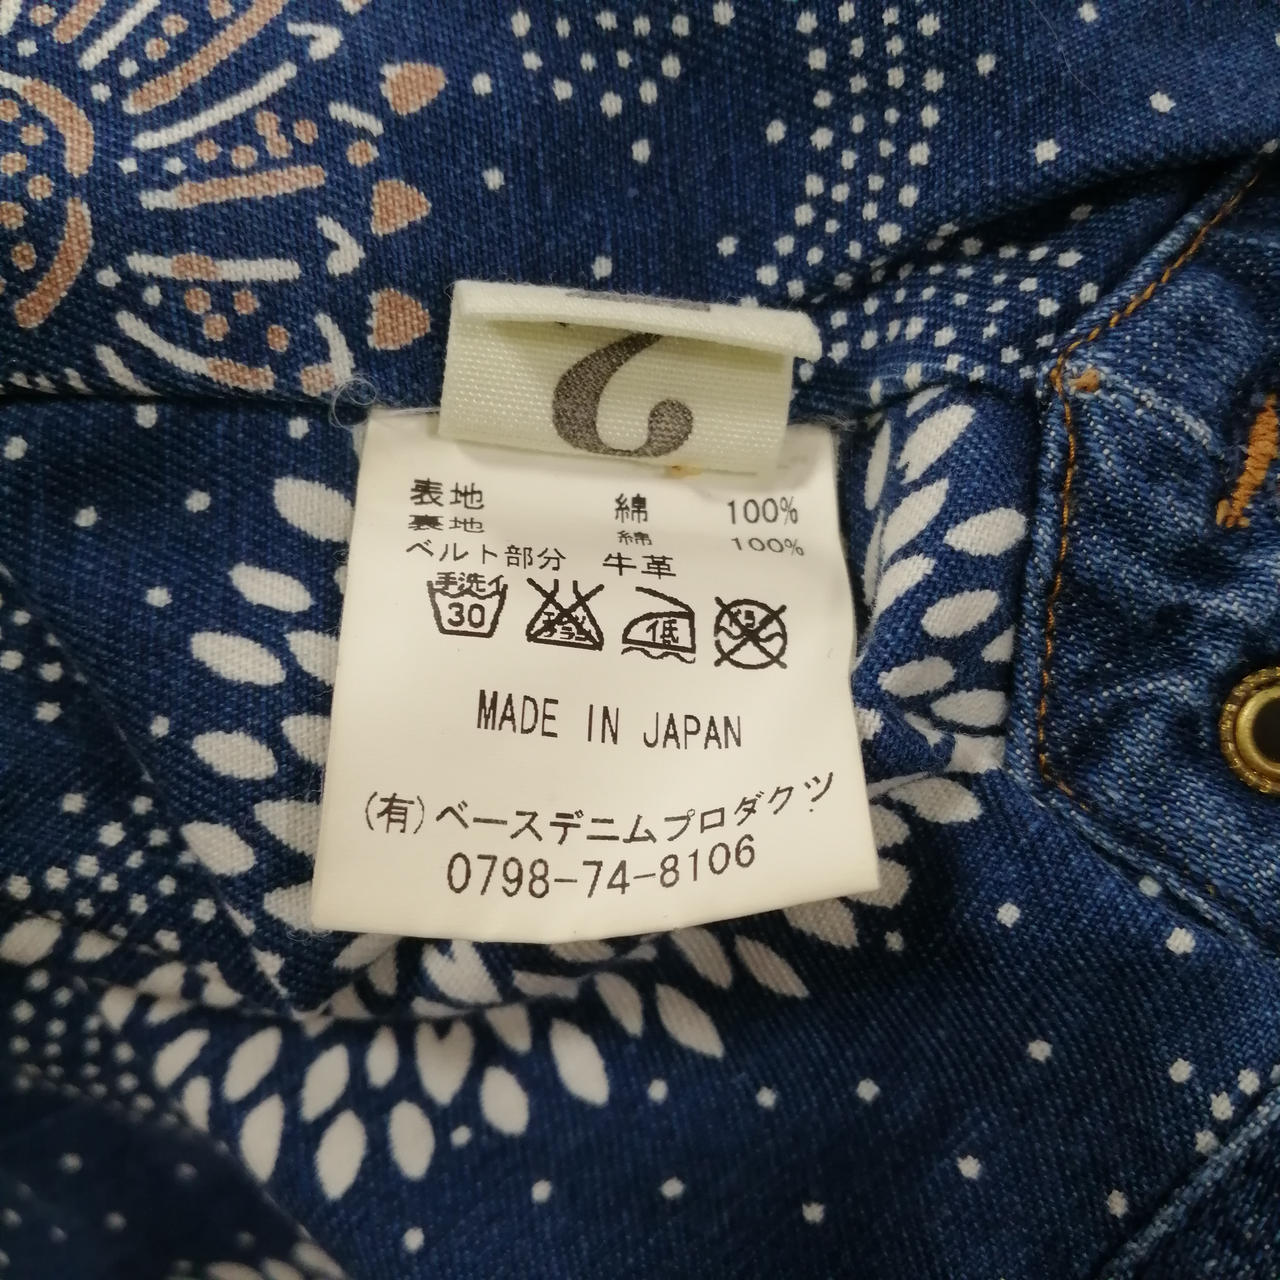 2
表地 綿 100%
裏地 綿 100%
ベルト部分 牛革
手洗イ
30
低
MADE IN JAPAN
(有)ベースデニムプロダクツ
0798-74-8106